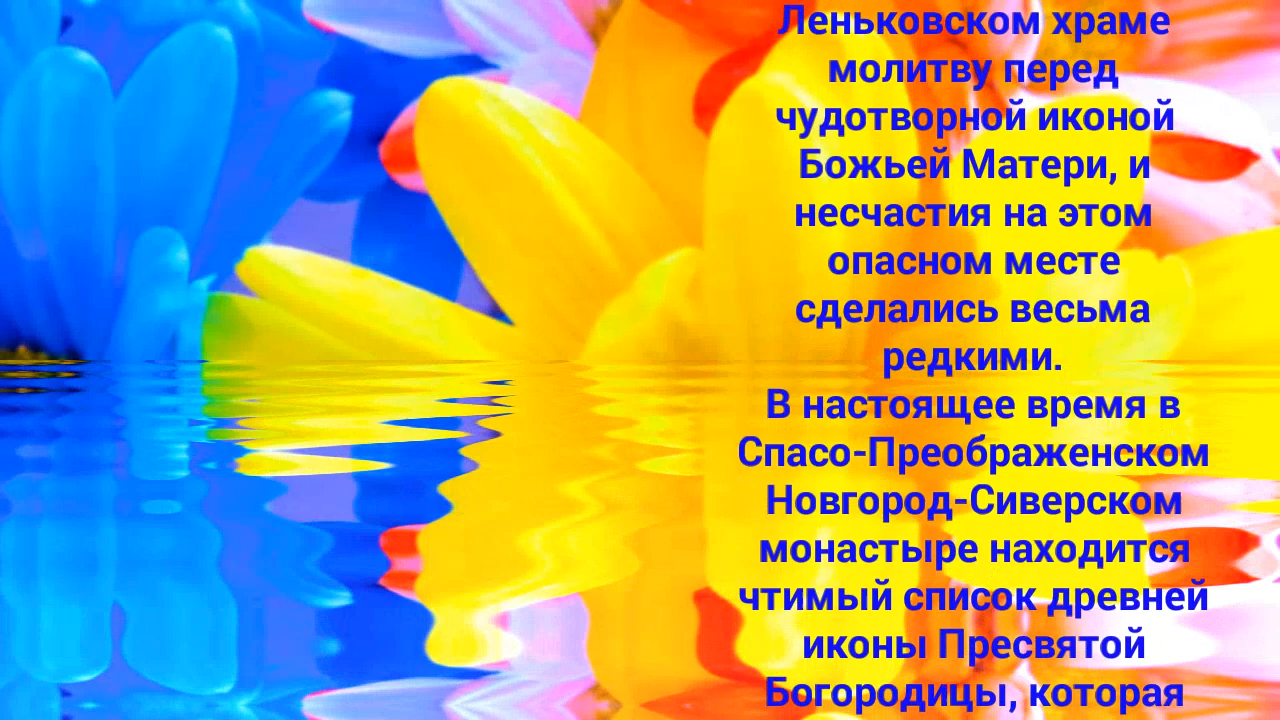 Леньковском храме
молитву перед
чудотворной иконой
Божьей Матери, и
несчастия на этом
опасном месте
сделались весьма
редкими.
В настоящее время в
Спасо-Преображенском
Новгород-Сиверском
монастыре находится
чтимый список древней
иконы Пресвятой
Богородицы, которая